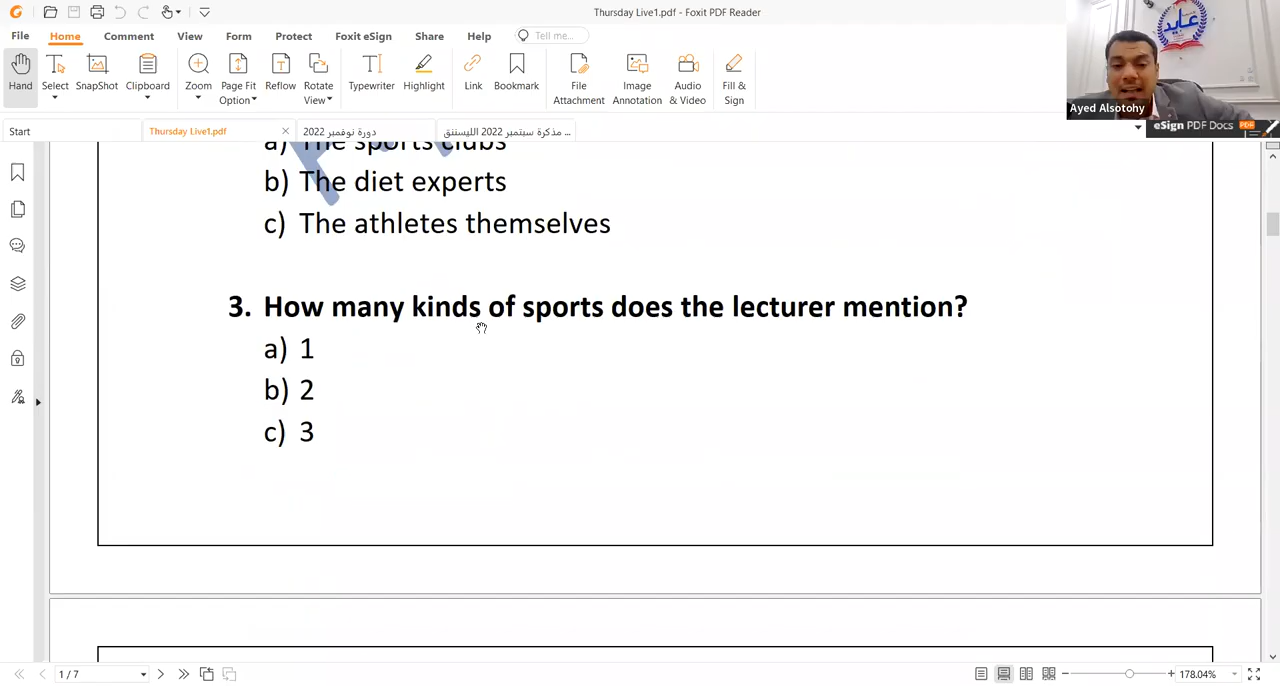 Thursday Live1.pdf - Foxit PDF Reader
File Home Comment View Form Protect Foxit eSign Share Help Tell me...
Hand Select SnapShot Clipboard Zoom Page Fit Option Reflow Rotate View Typewriter Highlight Link Bookmark File Attachment Image Annotation Audio & Video Fill & Sign
عايد
Ayed Alsotohy
eSign PDF Docs PDF
Start Thursday Live1.pdf دورة نوفمبر 2022 مذكرة سبتمبر 2022 الليسننق ...
a) The sports clubs
b) The diet experts
c) The athletes themselves
3. How many kinds of sports does the lecturer mention?
a) 1
b) 2
c) 3
1 / 7
178.04%